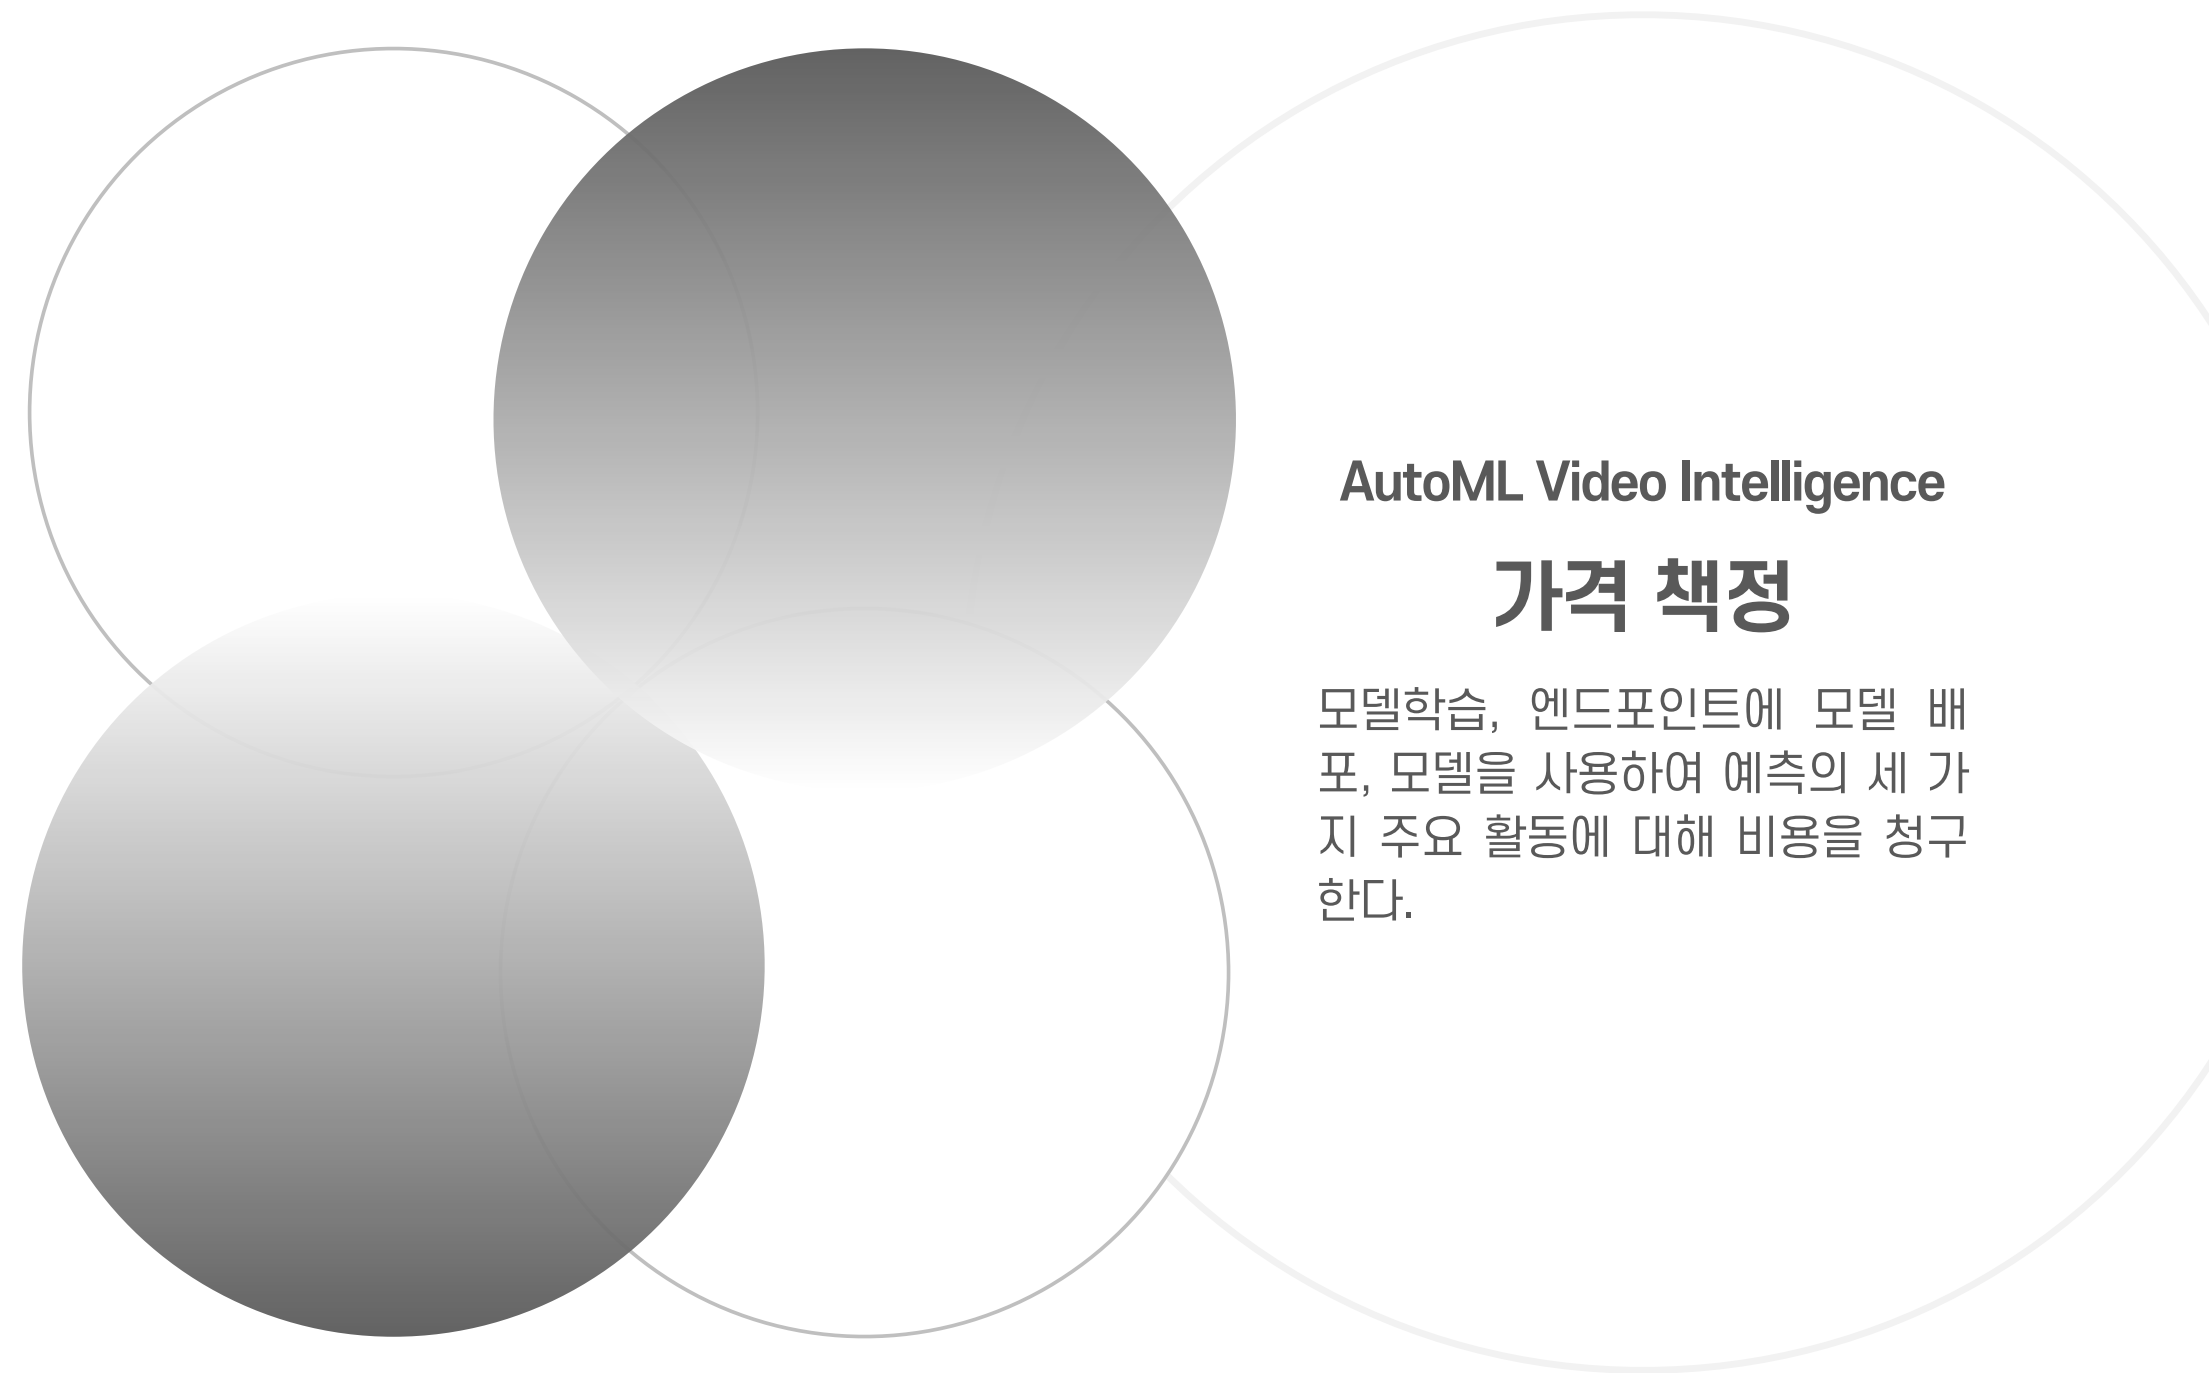 AutoML Video Intelligence
가격 책정
모델학습, 엔드포인트에 모델 배
포, 모델을 사용하여 예측의 세 가
지 주요 활동에 대해 비용을 청구
한다.